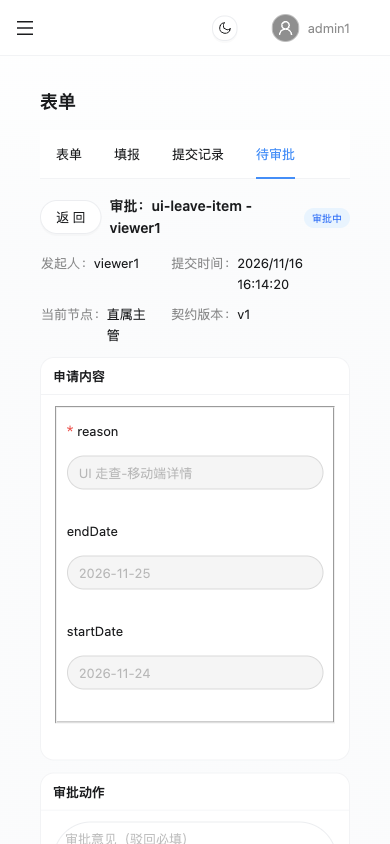 admin1
表单
表单 填报 提交记录 待审批
返 回
审批：ui-leave-item -
viewer1
审批中
发起人：viewer1 提交时间：2026/11/16
16:14:20
当前节点：直属主
管
契约版本：v1
申请内容
* reason
UI 走查-移动端详情
endDate
2026-11-25
startDate
2026-11-24
审批动作
审批意见（驳回必填）